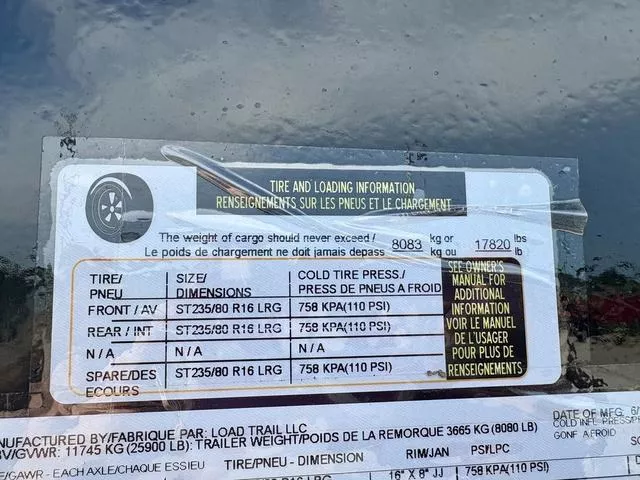 TIRE AND LOADING INFORMATION
RENSEIGNEMENTS SUR LES PNEUS ET LE CHARGEMENT
The weight of cargo should never exceed / 8083 kg or 17820 lbs
Le poids de chargement ne doit jamais depass kg ou lb
TIRE/ SIZE/ COLD TIRE PRESS./
PNEU DIMENSIONS PRESS DE PNEUS A FROID
FRONT / AV ST235/80 R16 LRG 758 KPA(110 PSI)
REAR / INT ST235/80 R16 LRG 758 KPA(110 PSI)
N / A N / A N / A
SPARE/DES ST235/80 R16 LRG 758 KPA(110 PSI)
ECOURS
SEE OWNER'S
MANUAL FOR
ADDITIONAL
INFORMATION
VOIR LE MANUEL
DE L'USAGER
POUR PLUS DE
RENSEIGNEMENTS
NUFACTURED BY/FABRIQUE PAR: LOAD TRAIL LLC DATE OF MFG. 6/
BV/GVWR: 11745 KG (25900 LB): TRAILER WEIGHT/POIDS DE LA REMORQUE 3665 KG (8080 LB) COLD INFL. PRESS/P
GONF A FROID
E/GAWR - EACH AXLE/CHAQUE ESSIEU TIRE/PNEU - DIMENSION RIM/JAN PSI/LPC
16" X 8" JJ 758 KPA(110 PSI)